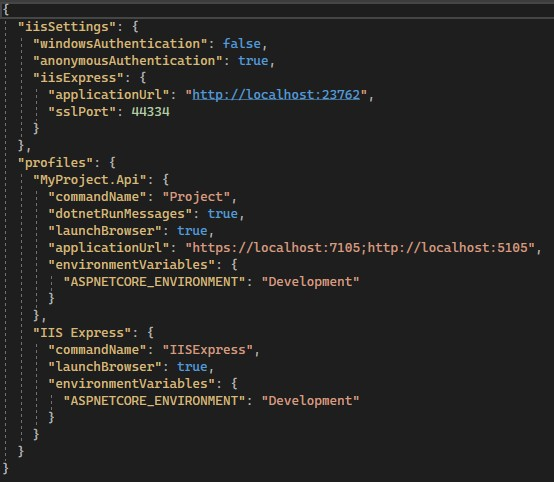 {
"iisSettings": {
"windowsAuthentication": false,
"anonymousAuthentication": true,
"iisExpress": {
"applicationUrl": "http://localhost:23762",
"sslPort": 44334
}
},
"profiles": {
"MyProject.Api": {
"commandName": "Project",
"dotnetRunMessages": true,
"launchBrowser": true,
"applicationUrl": "https://localhost:7105;http://localhost:5105",
"environmentVariables": {
"ASPNETCORE_ENVIRONMENT": "Development"
}
},
"IIS Express": {
"commandName": "IISExpress",
"launchBrowser": true,
"environmentVariables": {
"ASPNETCORE_ENVIRONMENT": "Development"
}
}
}
}